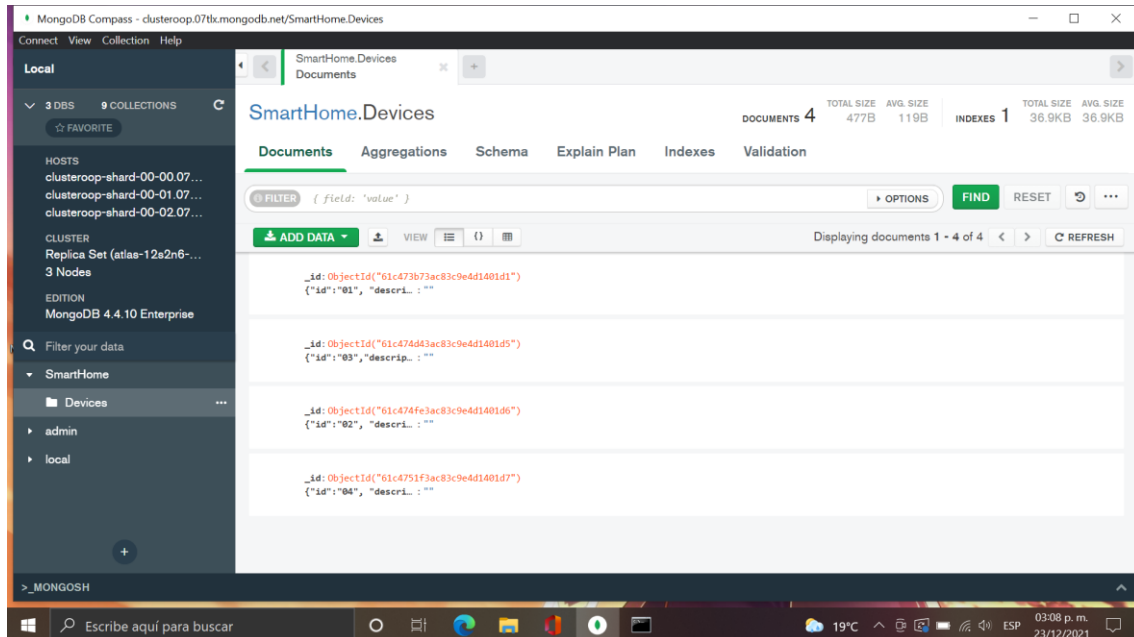 MongoDB Compass - clusteroop.07tlx.mongodb.net/SmartHome.Devices
Connect View Collection Help
Local
SmartHome.Devices
Documents
3 DBS 9 COLLECTIONS
FAVORITE
SmartHome.Devices
DOCUMENTS 4 TOTAL SIZE 477B AVG. SIZE 119B INDEXES 1 TOTAL SIZE 36.9KB AVG. SIZE 36.9KB
HOSTS
clusteroop-shard-00-00.07...
clusteroop-shard-00-01.07...
clusteroop-shard-00-02.07...
CLUSTER
Replica Set (atlas-12s2n6-...
3 Nodes
EDITION
MongoDB 4.4.10 Enterprise
Filter your data
SmartHome
Devices
admin
local
Documents Aggregations Schema Explain Plan Indexes Validation
FILTER { field: 'value' } OPTIONS FIND RESET
ADD DATA VIEW {} Displaying documents 1 - 4 of 4 REFRESH
_id: ObjectId("61c473b73ac83c9e4d1401d1")
{"id":"01", "descri… : ""
_id: ObjectId("61c474d43ac83c9e4d1401d5")
{"id":"03","descrip… : ""
_id: ObjectId("61c474fe3ac83c9e4d1401d6")
{"id":"02", "descri… : ""
_id: ObjectId("61c4751f3ac83c9e4d1401d7")
{"id":"04", "descri… : ""
>_MONGOSH
Escribe aquí para buscar
19°C ESP 03:08 p. m.
23/12/2021